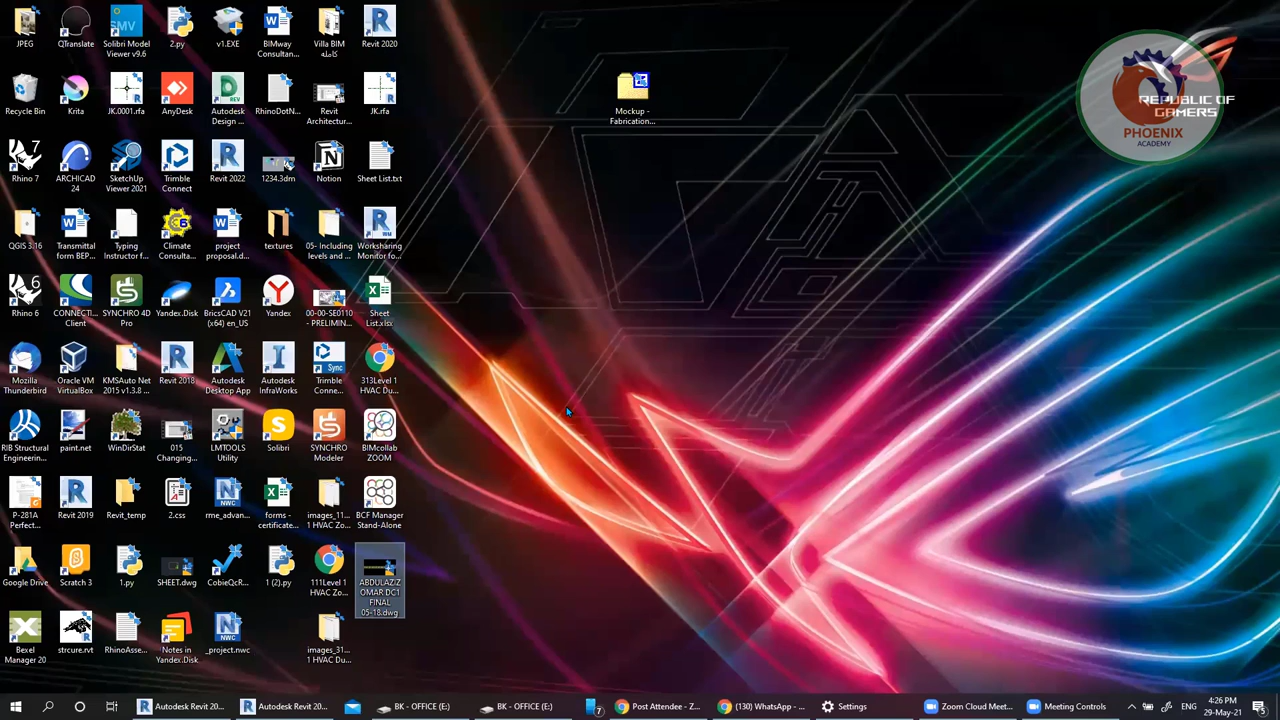 JPEG
QTranslate
Solibri Model
Viewer v9.6
2.py
v1.EXE
BIMway
Consultan...
Villa BIM
كاملة
Revit 2020
Recycle Bin
Krita
JK.0001.rfa
AnyDesk
Autodesk
Design ...
RhinoDotN...
Revit
Architectur...
JK.rfa
Mockup -
Fabrication...
REPUBLIC OF
GAMERS
PHOENIX
ACADEMY
Rhino 7
ARCHICAD
24
SketchUp
Viewer 2021
Trimble
Connect
Revit 2022
1234.3dm
Notion
Sheet List.txt
QGIS 3.16
Transmittal
form BEP...
Typing
Instructor f...
Climate
Consulta...
project
proposal.d...
textures
05- Including
levels and ...
Worksharing
Monitor fo...
Rhino 6
CONNECTI...
Client
SYNCHRO 4D
Pro
Yandex.Disk
BricsCAD V21
(x64) en_US
Yandex
00-00-SE0110
- PRELIMIN...
Sheet
List.xlsx
Mozilla
Thunderbird
Oracle VM
VirtualBox
KMSAuto Net
2015 v1.3.8 ...
Revit 2018
Autodesk
Desktop App
Autodesk
InfraWorks
Trimble
Conne...
313Level 1
HVAC Du...
RIB Structural
Engineerin...
paint.net
WinDirStat
015
Changing...
LMTOOLS
Utility
Solibri
SYNCHRO
Modeler
BIMcollab
ZOOM
P-281A
Perfect...
Revit 2019
Revit_temp
2.css
rme_advan...
forms -
certificate...
images_11...
1 HVAC Zo...
BCF Manager
Stand-Alone
Google Drive
Scratch 3
1.py
SHEET.dwg
CobieQcR...
1 (2).py
111Level 1
HVAC Zo...
ABDULAZIZ
OMAR DC1
FINAL
05-18.dwg
Bexel
Manager 20
strcure.rvt
RhinoAsse...
Notes in
Yandex.Disk
_project.nwc
images_31...
1 HVAC Du...
Autodesk Revit 20...
Autodesk Revit 20...
BK - OFFICE (E:)
BK - OFFICE (E:)
7
Post Attendee - Z...
(130) WhatsApp - ...
Settings
Zoom Cloud Meet...
Meeting Controls
ENG
4:26 PM
29-May-21